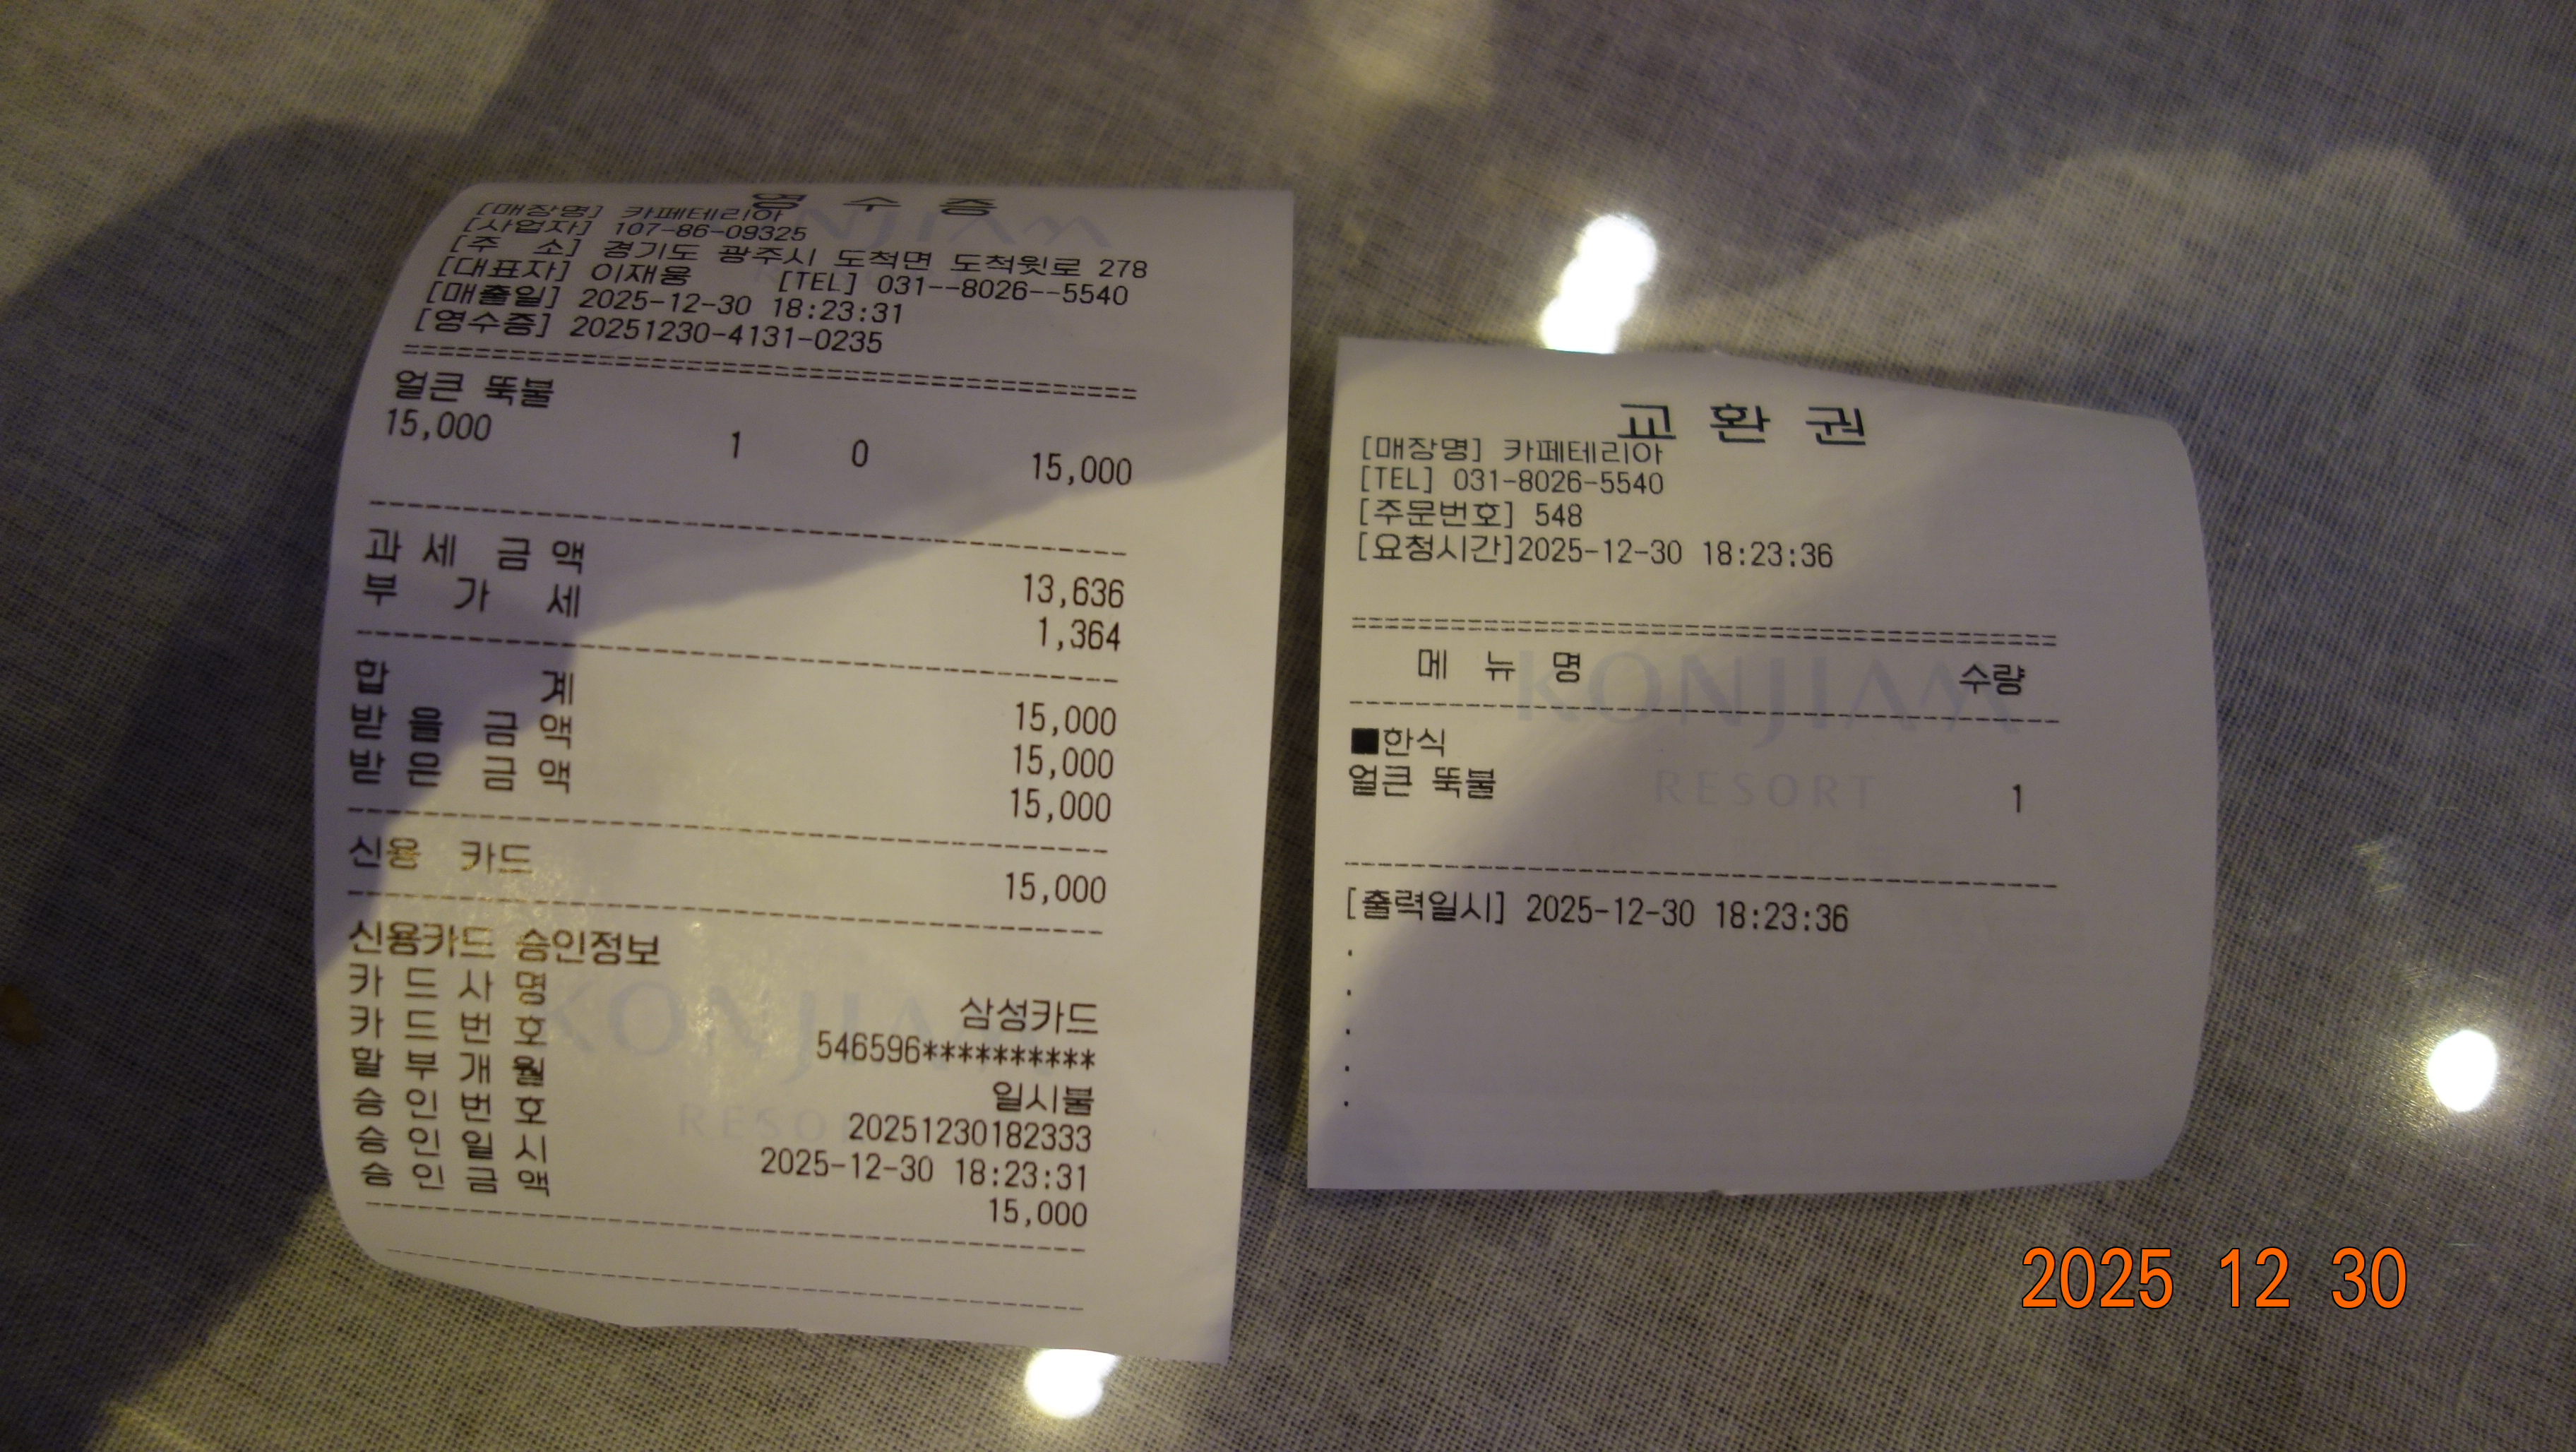 영 수 증
[매장명] 카페테리아
[사업자] 107-86-09325
[주 소] 경기도 광주시 도척면 도척윗로 278
[대표자] 이재웅 [TEL] 031--8026--5540
[매출일] 2025-12-30 18:23:31
[영수증] 20251230-4131-0235
얼큰 뚝불
15,000 1 0 15,000
과 세 금 액 13,636
부 가 세 1,364
합 계 15,000
받 을 금 액 15,000
받 은 금 액 15,000
신용 카드 15,000
신용카드 승인정보
카 드 사 명 삼성카드
카 드 번 호 546596**********
할 부 개 월 일시불
승 인 번 호 20251230182333
승 인 일 시 2025-12-30 18:23:31
승 인 금 액 15,000
KONJIAM
RESORT
교 환 권
[매장명] 카페테리아
[TEL] 031-8026-5540
[주문번호] 548
[요청시간]2025-12-30 18:23:36
메 뉴 명 수량
■한식
얼큰 뚝불 1
[출력일시] 2025-12-30 18:23:36
.
.
.
.
.
KONJIAM
RESORT
2025 12 30